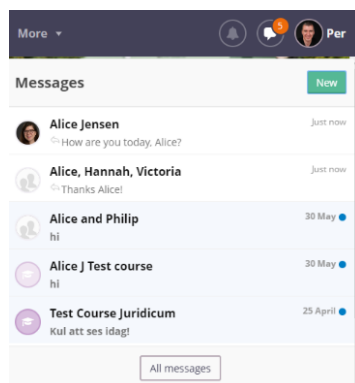 More
5
Per
Messages
New
Alice Jensen
Just now
How are you today, Alice?
Alice, Hannah, Victoria
Just now
Thanks Alice!
Alice and Philip
30 May
hi
Alice J Test course
30 May
hi
Test Course Juridicum
25 April
Kul att ses idag!
All messages